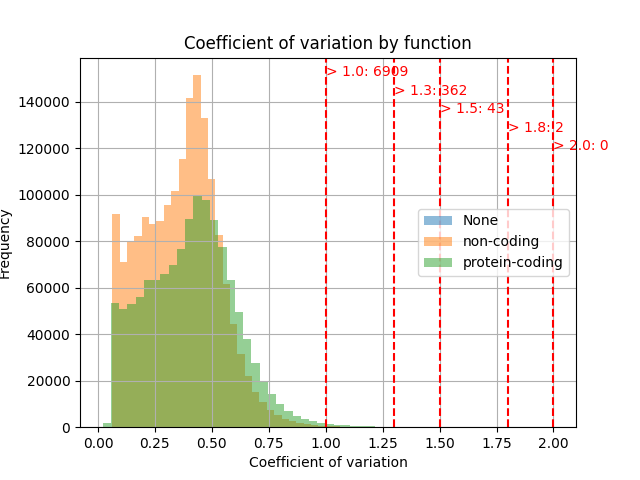 Coefficient of variation by function
> 1.0: 6909
> 1.3: 362
> 1.5: 43
> 1.8: 2
> 2.0: 0
140000
120000
100000
80000
60000
40000
20000
0
Frequency
None
non-coding
protein-coding
0.00 0.25 0.50 0.75 1.00 1.25 1.50 1.75 2.00
Coefficient of variation